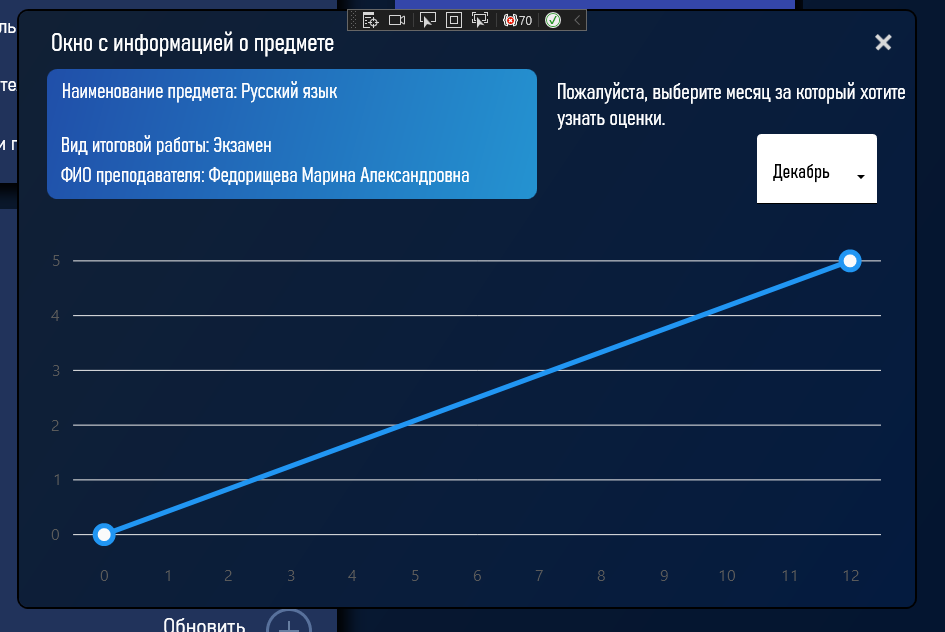 ль
70
Окно с информацией о предмете
те
Наименование предмета: Русский язык
Пожалуйста, выберите месяц за который хотите
узнать оценки.
и п
Вид итоговой работы: Экзамен
ФИО преподавателя: Федорищева Марина Александровна
Декабрь
5
4
3
2
1
0
0 1 2 3 4 5 6 7 8 9 10 11 12
Обновить